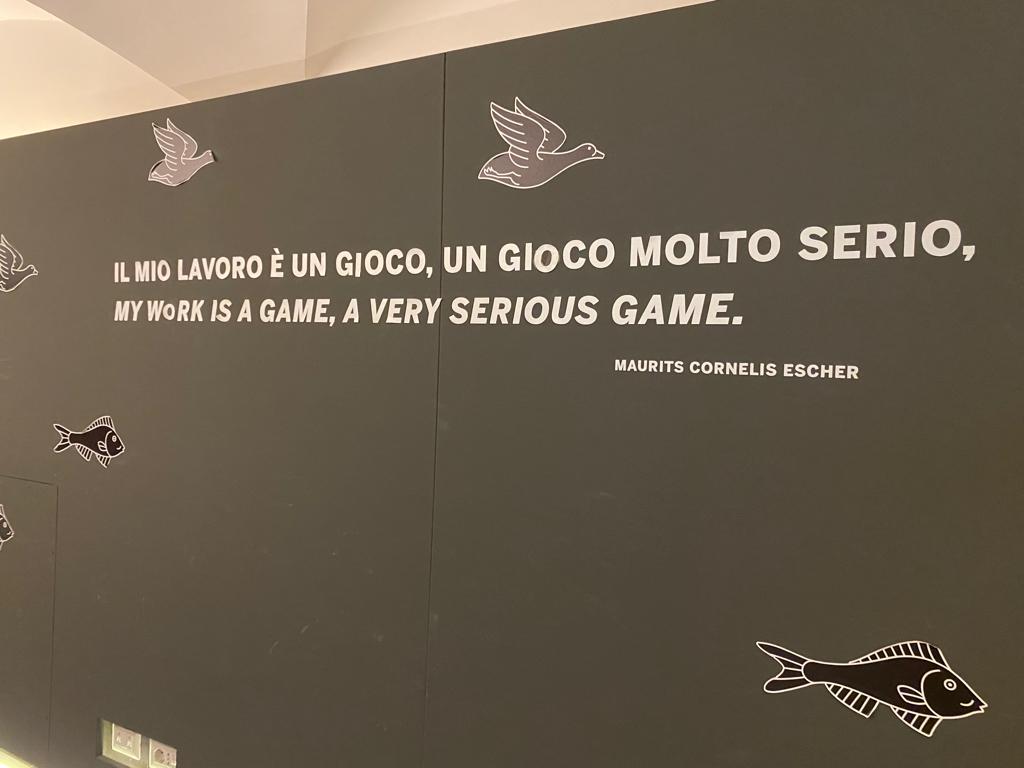 IL MIO LAVORO È UN GIOCO, UN GIOCO MOLTO SERIO,
MY WORK IS A GAME, A VERY SERIOUS GAME.
MAURITS CORNELIS ESCHER